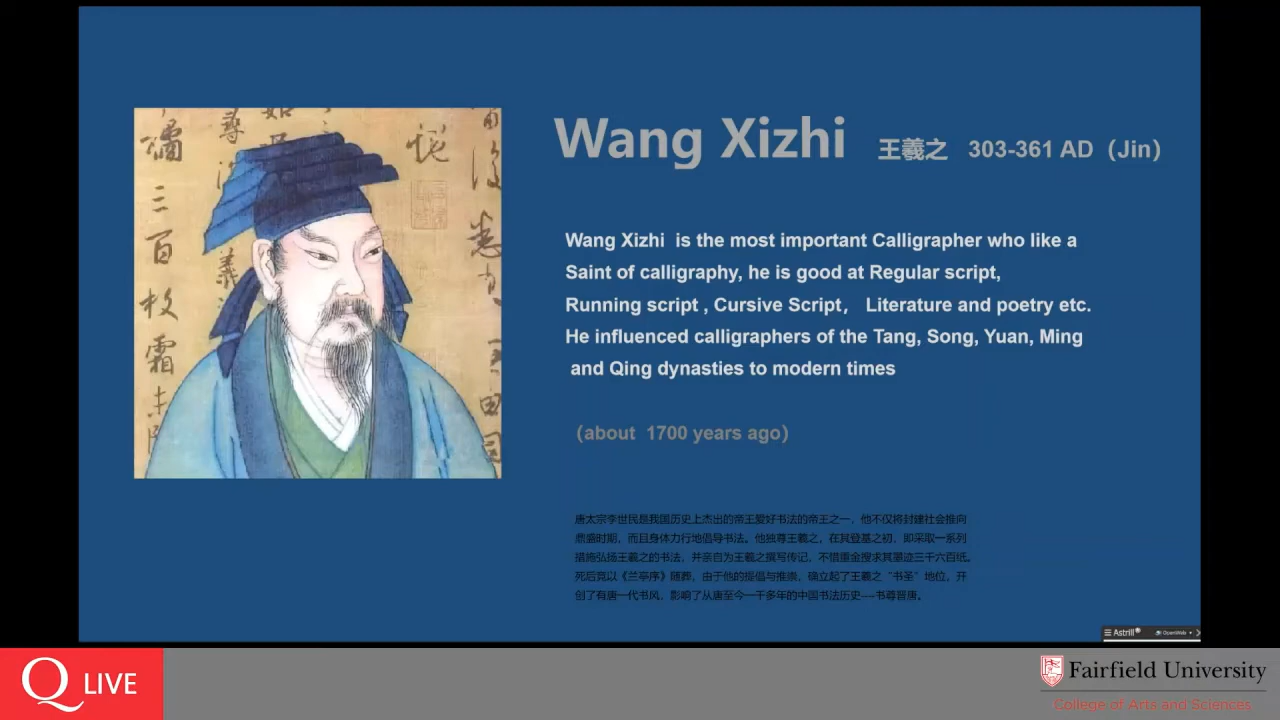 Wang Xizhi 王羲之 303-361 AD（Jin）
Wang Xizhi is the most important Calligrapher who like a
Saint of calligraphy, he is good at Regular script,
Running script , Cursive Script， Literature and poetry etc.
He influenced calligraphers of the Tang, Song, Yuan, Ming
and Qing dynasties to modern times
（about 1700 years ago）
唐太宗李世民是我国历史上杰出的帝王爱好书法的帝王之一，他不仅将封建社会推向
鼎盛时期，而且身体力行地倡导书法。他独尊王羲之，在其登基之初，即采取一系列
措施弘扬王羲之的书法，并亲自为王羲之撰写传记，不惜重金搜求其墨迹三千六百纸。
死后竟以《兰亭序》随葬，由于他的提倡与推崇，确立起了王羲之“书圣”地位，开
创了有唐一代书风，影响了从唐至今一千多年的中国书法历史---书尊晋唐。
三百枚霜
Astrill
OpenWeb
Q LIVE
Fairfield University
College of Arts and Sciences